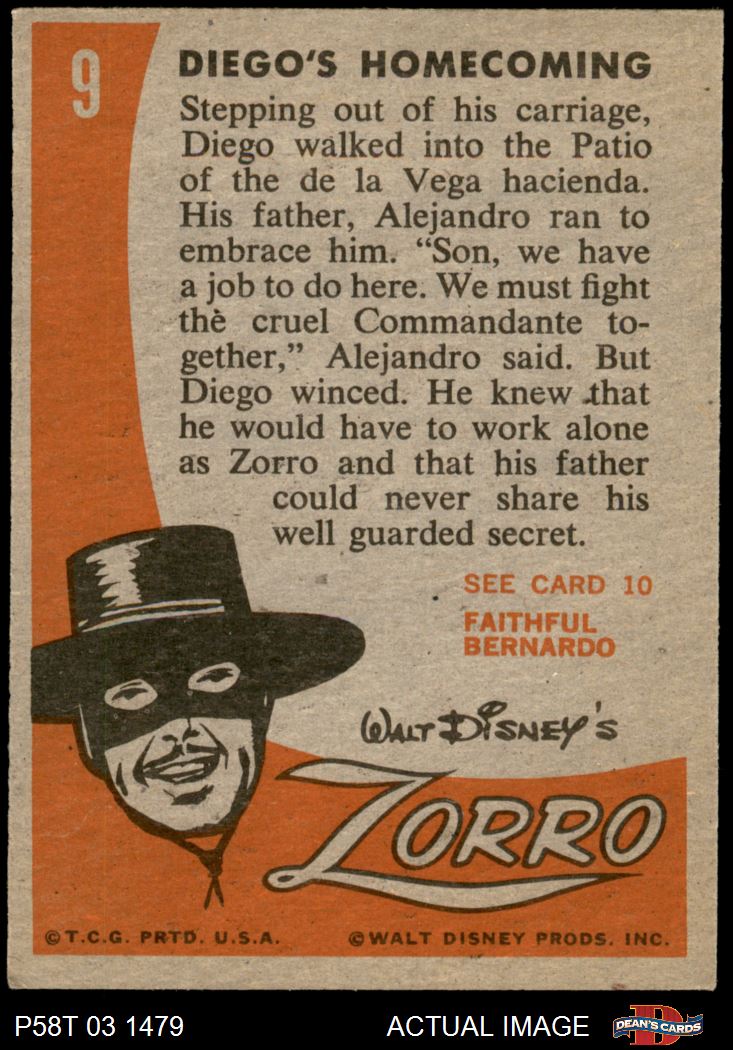 9
DIEGO'S HOMECOMING
Stepping out of his carriage,
Diego walked into the Patio
of the de la Vega hacienda.
His father, Alejandro ran to
embrace him. “Son, we have
a job to do here. We must fight
the cruel Commandante to-
gether,” Alejandro said. But
Diego winced. He knew that
he would have to work alone
as Zorro and that his father
could never share his
well guarded secret.
SEE CARD 10
FAITHFUL
BERNARDO
WALT DISNEY'S
ZORRO
©T.C.G. PRTD. U.S.A. ©WALT DISNEY PRODS. INC.
P58T 03 1479 ACTUAL IMAGE D DEAN'S CARDS